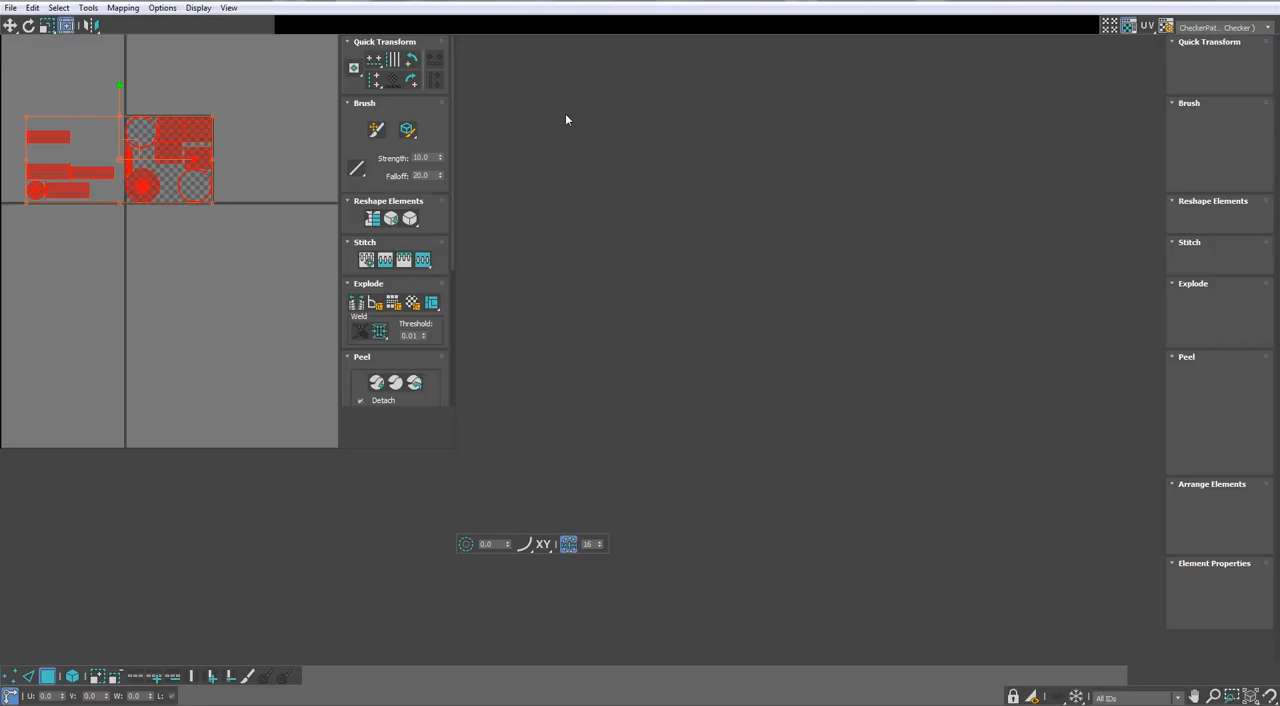 File Edit Select Tools Mapping Options Display View
UV CheckerPat... Checker )
Quick Transform
Brush
Strength: 10.0
Falloff: 20.0
Reshape Elements
Stitch
Explode
Weld
Threshold:
0.01
Peel
Detach
0.0 XY 16
Quick Transform
Brush
Reshape Elements
Stitch
Explode
Peel
Arrange Elements
Element Properties
U: 0.0 V: 0.0 W: 0.0 L: All IDs